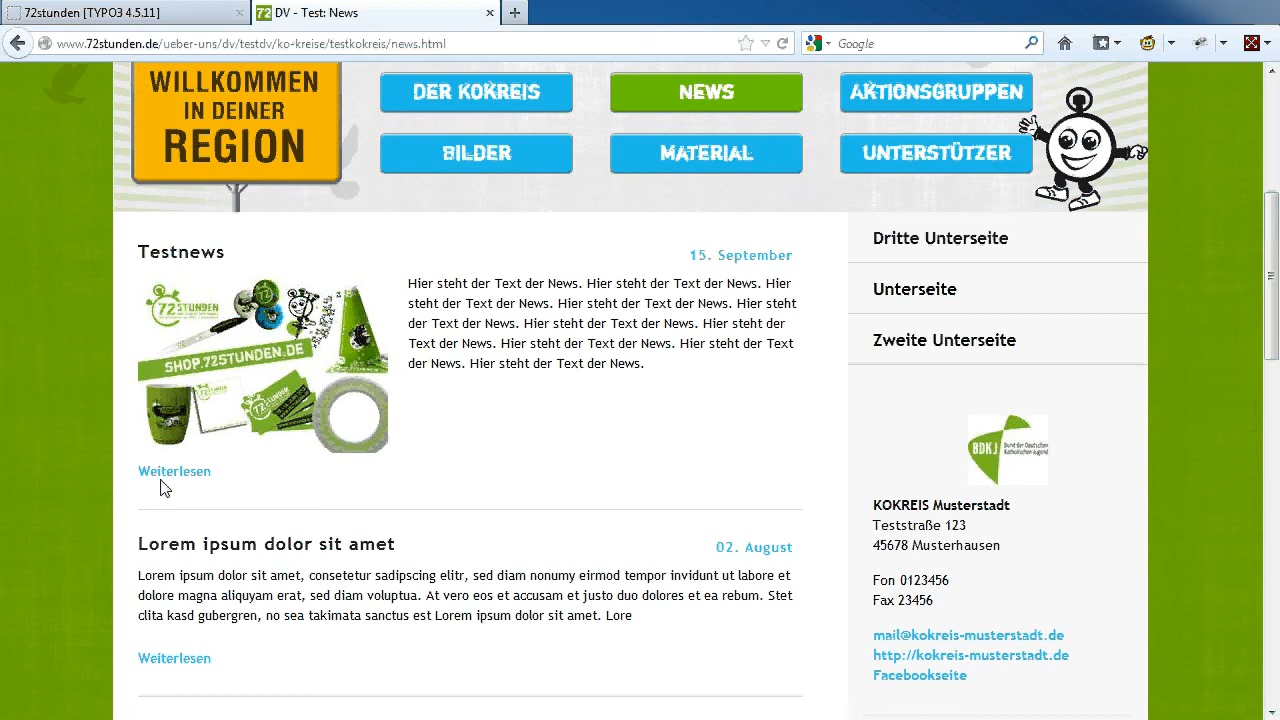 72stunden [TYPO3 4.5.11]
72 DV - Test: News
www.72stunden.de/ueber-uns/dv/testdv/ko-kreise/testkokreis/news.html
Google
WILLKOMMEN
IN DEINER
REGION
DER KOKREIS
NEWS
AKTIONSGRUPPEN
BILDER
MATERIAL
UNTERSTÜTZER
Testnews
15. September
72STUNDEN
SHOP.72STUNDEN.DE
72STUNDEN
Hier steht der Text der News. Hier steht der Text der News. Hier
steht der Text der News. Hier steht der Text der News. Hier steht
der Text der News. Hier steht der Text der News. Hier steht der
Text der News. Hier steht der Text der News. Hier steht der Text
der News. Hier steht der Text der News.
Weiterlesen
Lorem ipsum dolor sit amet
02. August
Lorem ipsum dolor sit amet, consetetur sadipscing elitr, sed diam nonumy eirmod tempor invidunt ut labore et
dolore magna aliquyam erat, sed diam voluptua. At vero eos et accusam et justo duo dolores et ea rebum. Stet
clita kasd gubergren, no sea takimata sanctus est Lorem ipsum dolor sit amet. Lore
Weiterlesen
Dritte Unterseite
Unterseite
Zweite Unterseite
BDKJ
Bund der Deutschen
Katholischen Jugend
KOKREIS Musterstadt
Teststraße 123
45678 Musterhausen
Fon 0123456
Fax 23456
mail@kokreis-musterstadt.de
http://kokreis-musterstadt.de
Facebookseite